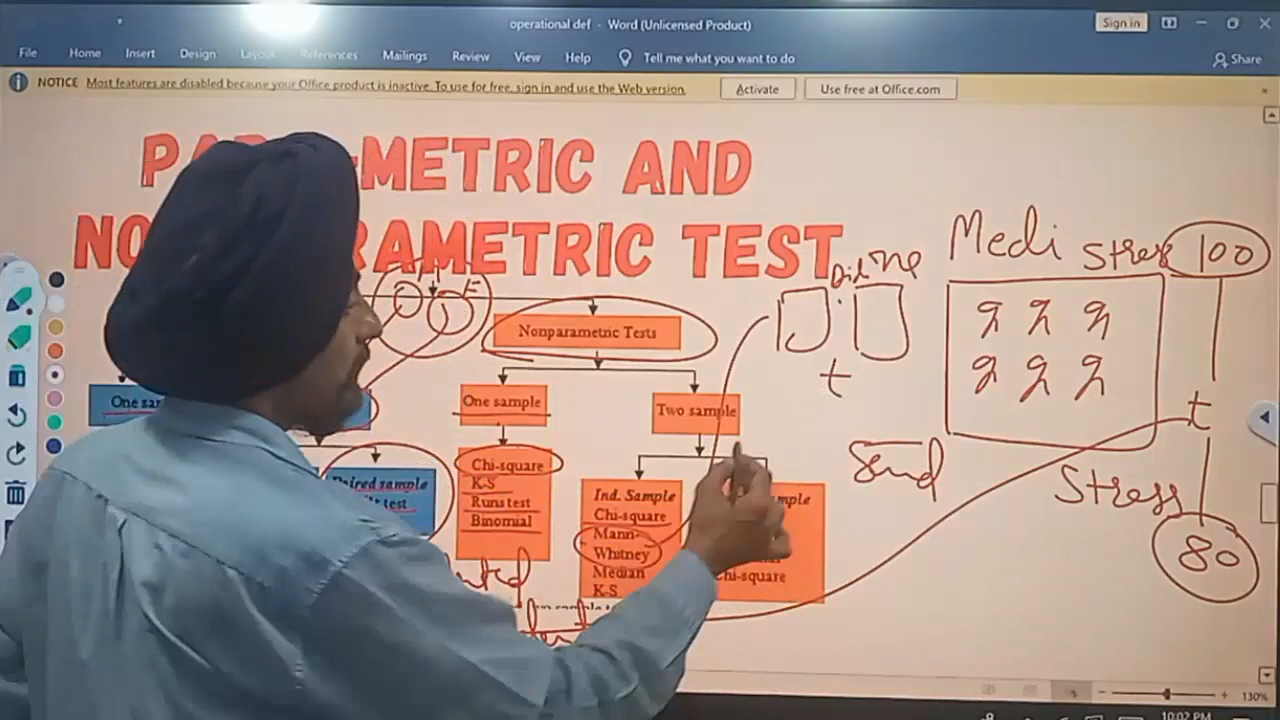 operational def - Word (Unlicensed Product)
Sign in
File Home Insert Design Layout References Mailings Review View Help Tell me what you want to do Share
NOTICE Most features are disabled because your Office product is inactive. To use for free, sign in and use the Web version. Activate Use free at Office.com
METRIC AND
RAMETRIC TEST
Medi Stress 100
Nonparametric Tests
t
One sample
Two sample
t
Paired sample
test
Chi-square
K-S
Runs test
Binomial
Ind. Sample
Chi-square
Mann-
Whitney
Median
K-S
Chi-square
Stress
80
130%
10:02 PM